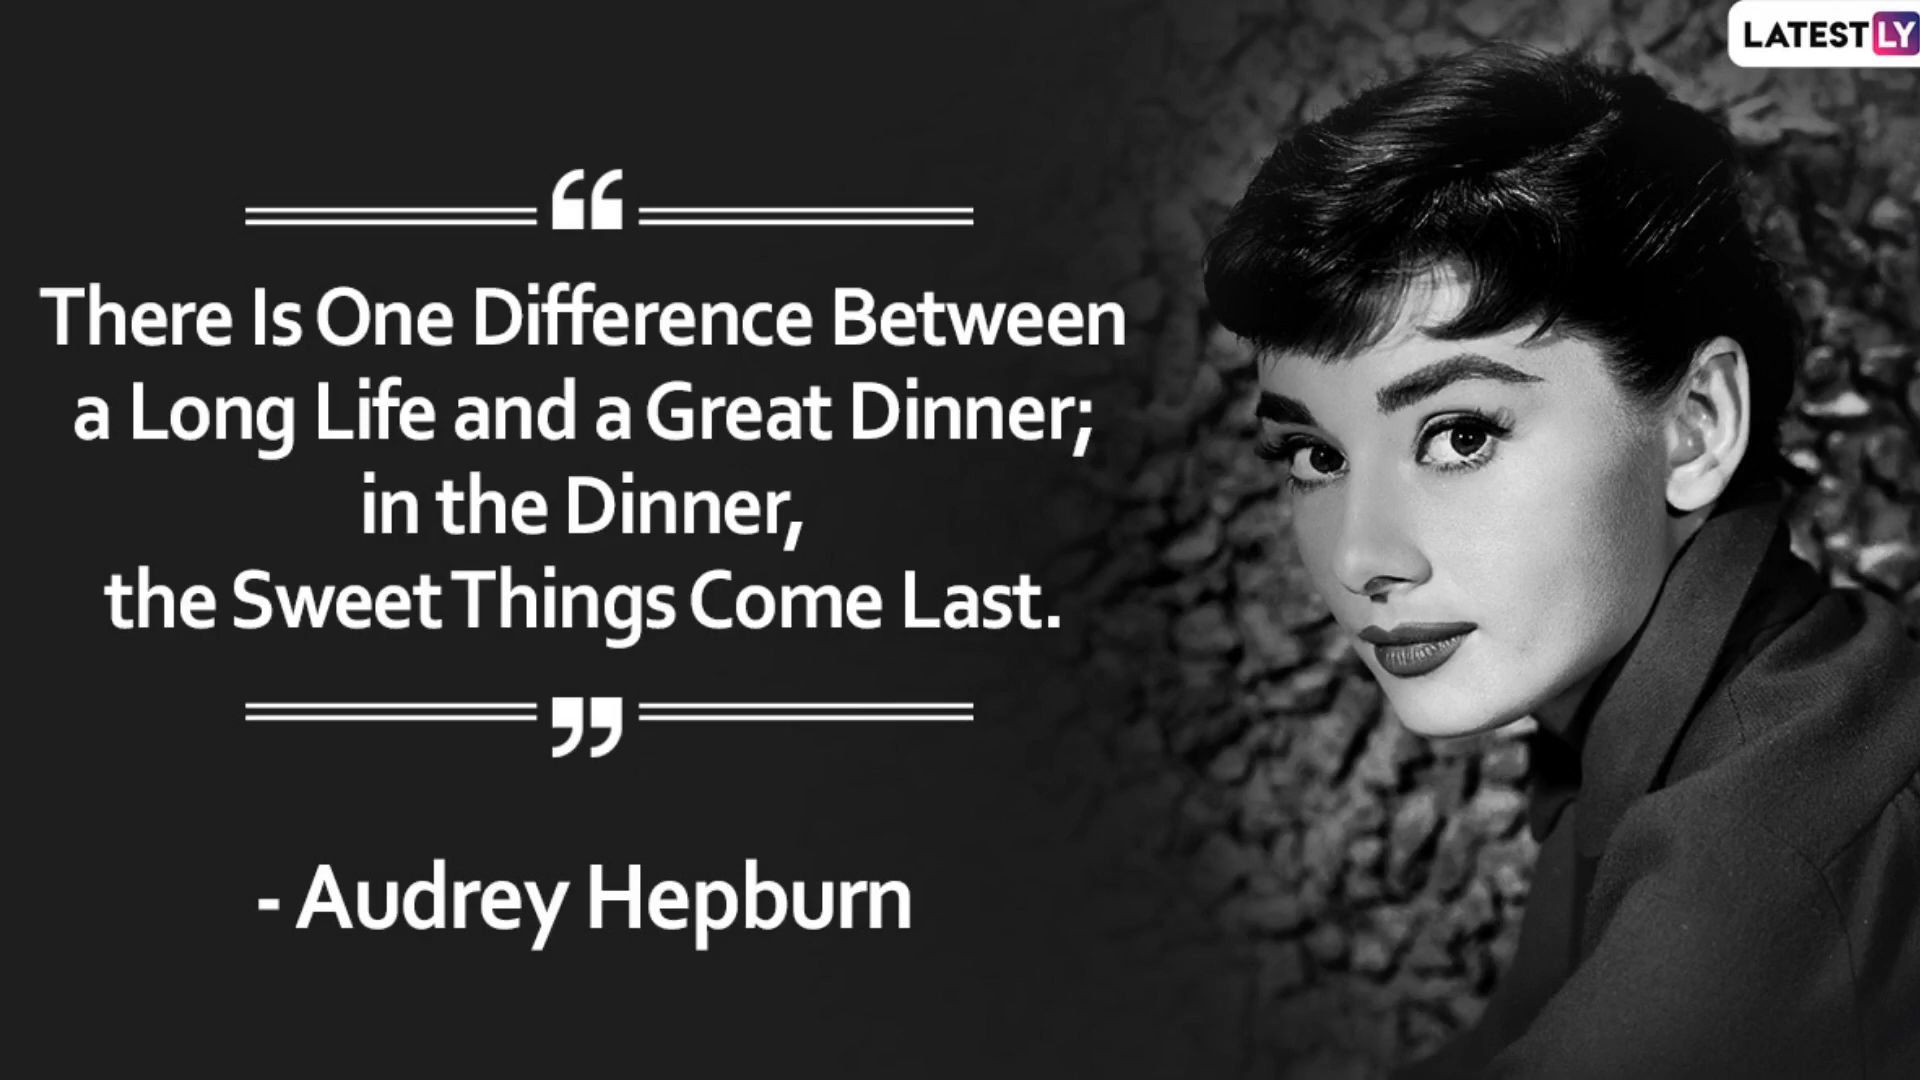 LATESTLY
“
There Is One Difference Between
a Long Life and a Great Dinner;
in the Dinner,
the Sweet Things Come Last.
”
- Audrey Hepburn